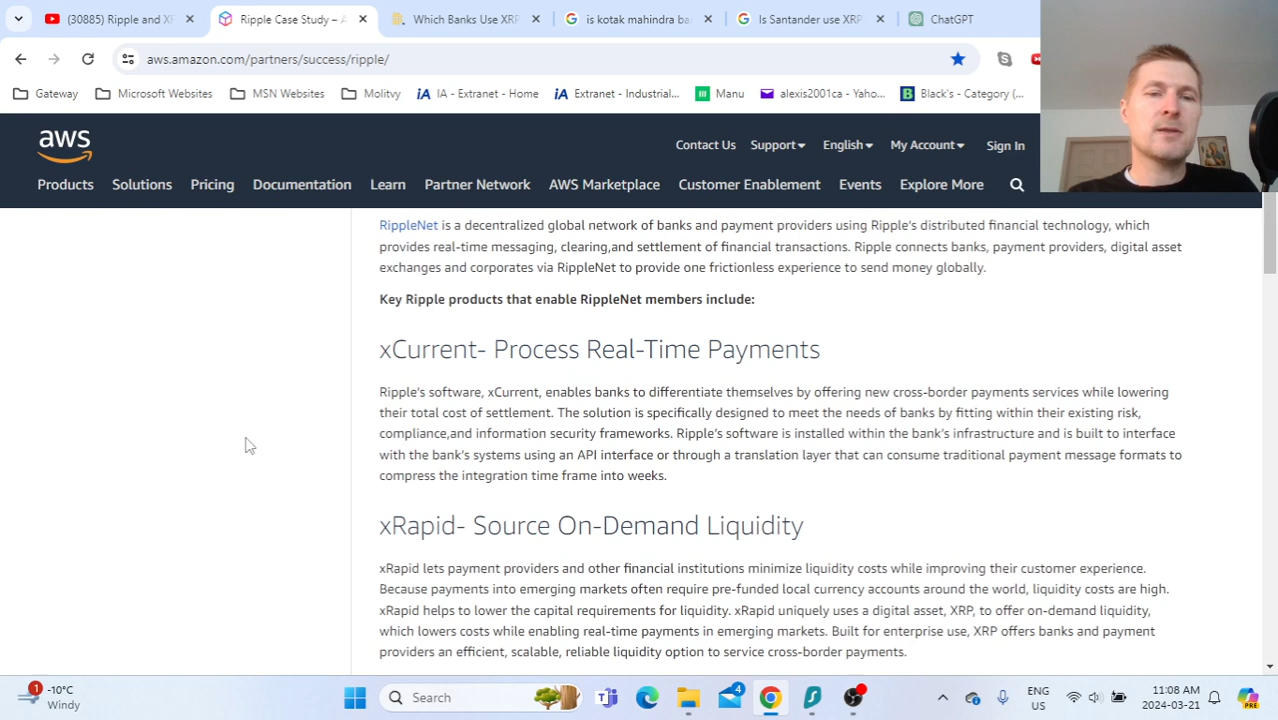 (30885) Ripple and XF
Ripple Case Study – A
Which Banks Use XRP
is kotak mahindra ba
Is Santander use XRP
ChatGPT
aws.amazon.com/partners/success/ripple/
Gateway
Microsoft Websites
MSN Websites
Molitvy
iA IA - Extranet - Home
iA Extranet - Industrial...
Manu
alexis2001ca - Yaho...
B Black's - Category (...
aws
Contact Us
Support
English
My Account
Sign In
Products
Solutions
Pricing
Documentation
Learn
Partner Network
AWS Marketplace
Customer Enablement
Events
Explore More
RippleNet is a decentralized global network of banks and payment providers using Ripple's distributed financial technology, which
provides real-time messaging, clearing,and settlement of financial transactions. Ripple connects banks, payment providers, digital asset
exchanges and corporates via RippleNet to provide one frictionless experience to send money globally.
Key Ripple products that enable RippleNet members include:
xCurrent- Process Real-Time Payments
Ripple's software, xCurrent, enables banks to differentiate themselves by offering new cross-border payments services while lowering
their total cost of settlement. The solution is specifically designed to meet the needs of banks by fitting within their existing risk,
compliance,and information security frameworks. Ripple's software is installed within the bank's infrastructure and is built to interface
with the bank's systems using an API interface or through a translation layer that can consume traditional payment message formats to
compress the integration time frame into weeks.
xRapid- Source On-Demand Liquidity
xRapid lets payment providers and other financial institutions minimize liquidity costs while improving their customer experience.
Because payments into emerging markets often require pre-funded local currency accounts around the world, liquidity costs are high.
xRapid helps to lower the capital requirements for liquidity. xRapid uniquely uses a digital asset, XRP, to offer on-demand liquidity,
which lowers costs while enabling real-time payments in emerging markets. Built for enterprise use, XRP offers banks and payment
providers an efficient, scalable, reliable liquidity option to service cross-border payments.
1
-10°C
Windy
Search
4
ENG
US
11:08 AM
2024-03-21
PRE